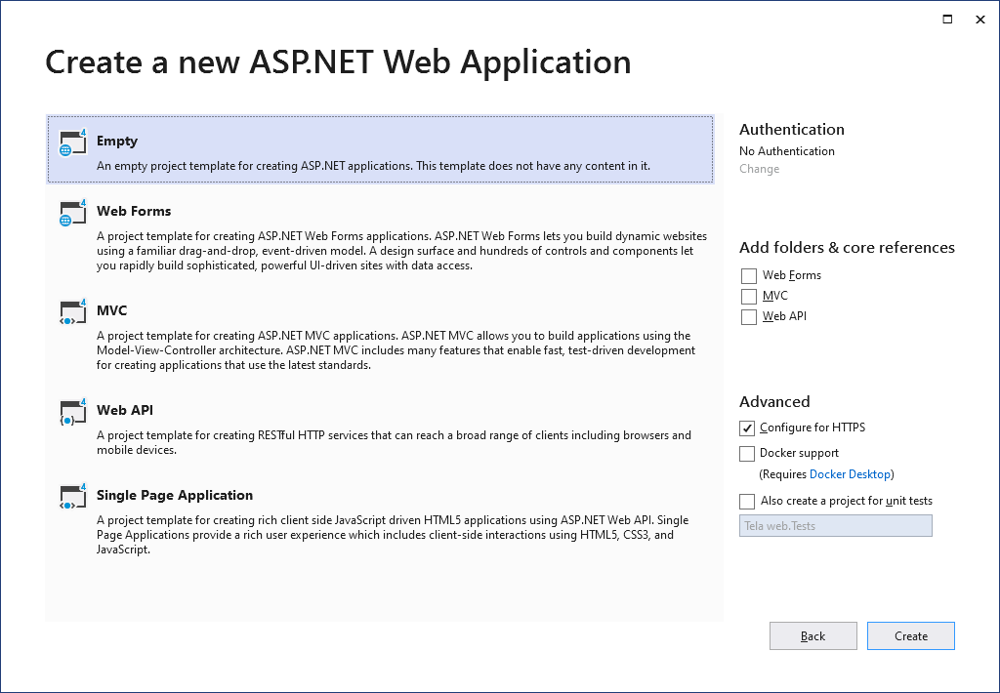 Create a new ASP.NET Web Application
4
Empty
An empty project template for creating ASP.NET applications. This template does not have any content in it.
4
Web Forms
A project template for creating ASP.NET Web Forms applications. ASP.NET Web Forms lets you build dynamic websites
using a familiar drag-and-drop, event-driven model. A design surface and hundreds of controls and components let
you rapidly build sophisticated, powerful UI-driven sites with data access.
4
MVC
A project template for creating ASP.NET MVC applications. ASP.NET MVC allows you to build applications using the
Model-View-Controller architecture. ASP.NET MVC includes many features that enable fast, test-driven development
for creating applications that use the latest standards.
4
Web API
A project template for creating RESTful HTTP services that can reach a broad range of clients including browsers and
mobile devices.
4
Single Page Application
A project template for creating rich client side JavaScript driven HTML5 applications using ASP.NET Web API. Single
Page Applications provide a rich user experience which includes client-side interactions using HTML5, CSS3, and
JavaScript.
Authentication
No Authentication
Change
Add folders & core references
Web Forms
MVC
Web API
Advanced
Configure for HTTPS
Docker support
(Requires Docker Desktop)
Also create a project for unit tests
Tela web.Tests
Back
Create